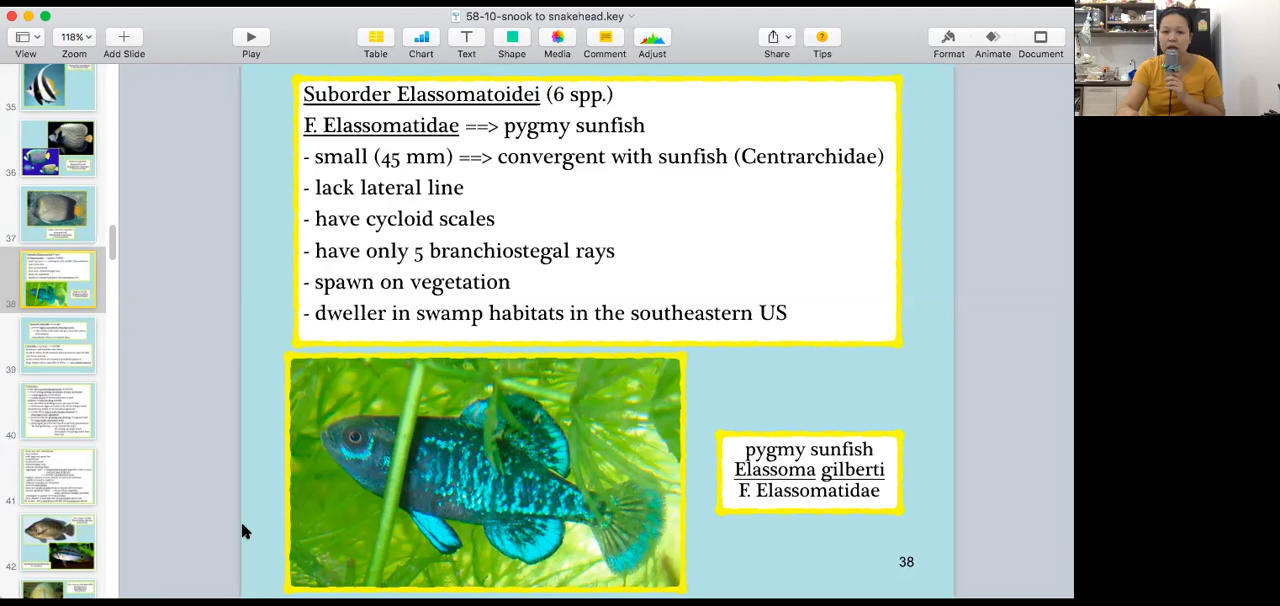 58-10-snook to snakehead.key
118%
View
Zoom
Add Slide
Play
Table
Chart
Text
Shape
Media
Comment
Adjust
Share
Tips
Format
Animate
Document
35
36
37
38
39
40
41
42
Suborder Elassomatoidei (6 spp.)
F. Elassomatidae ==> pygmy sunfish
- small (45 mm) ==> convergent with sunfish (Centrarchidae)
- lack lateral line
- have cycloid scales
- have only 5 branchiostegal rays
- spawn on vegetation
- dweller in swamp habitats in the southeastern US
pygmy sunfish
Elassoma gilberti
F. Elassomatidae
38